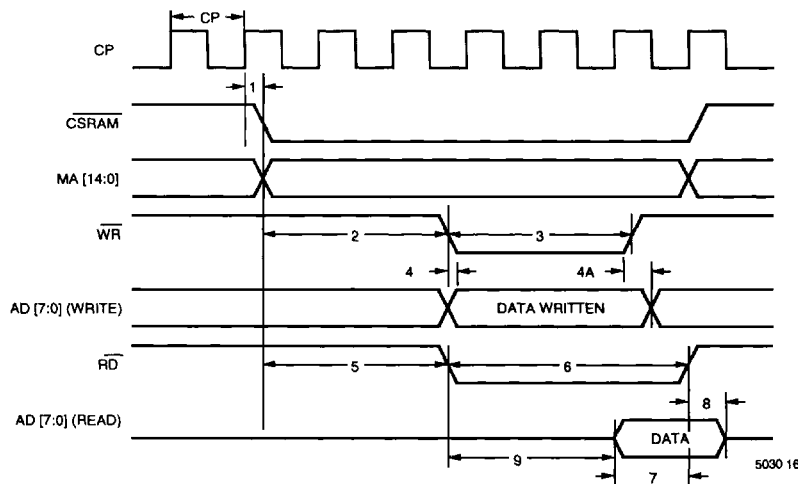 CP
CP
1
CSRAM
MA [14:0]
WR
2
3
4
4A
AD [7:0] (WRITE)
DATA WRITTEN
RD
5
6
8
AD [7:0] (READ)
DATA
9
7
5030 16